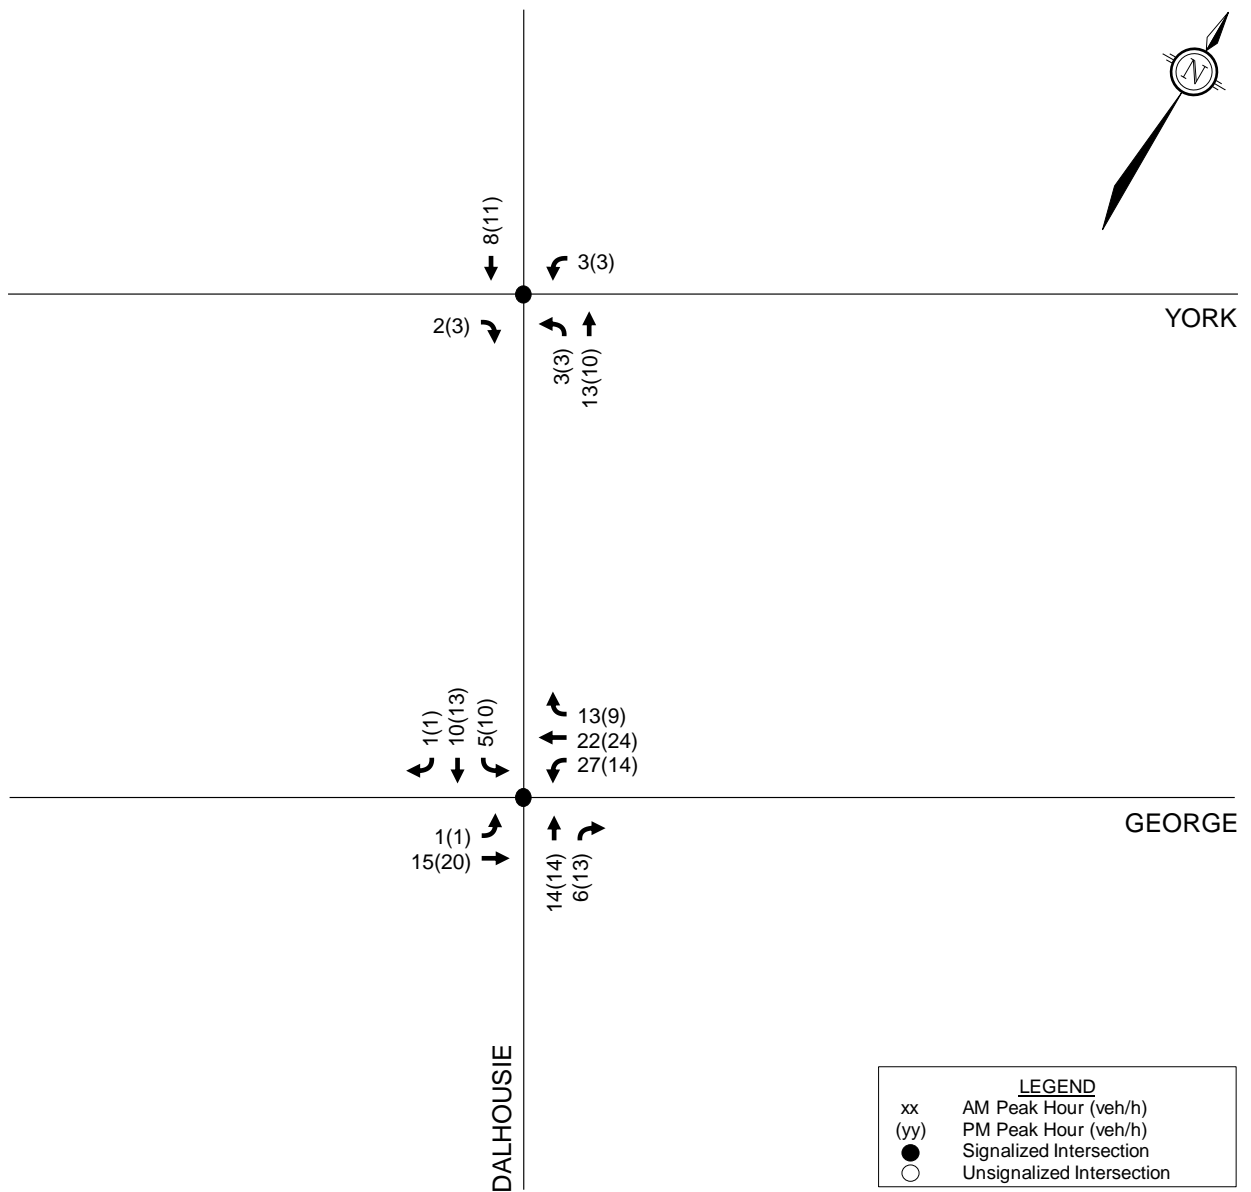 N
8(11)
3(3)
YORK
2(3)
3(3)
13(10)
1(1)
10(13)
5(10)
13(9)
22(24)
27(14)
GEORGE
1(1)
15(20)
14(14)
6(13)
DALHOUSIE
LEGEND
xx AM Peak Hour (veh/h)
(yy) PM Peak Hour (veh/h)
Signalized Intersection
Unsignalized Intersection